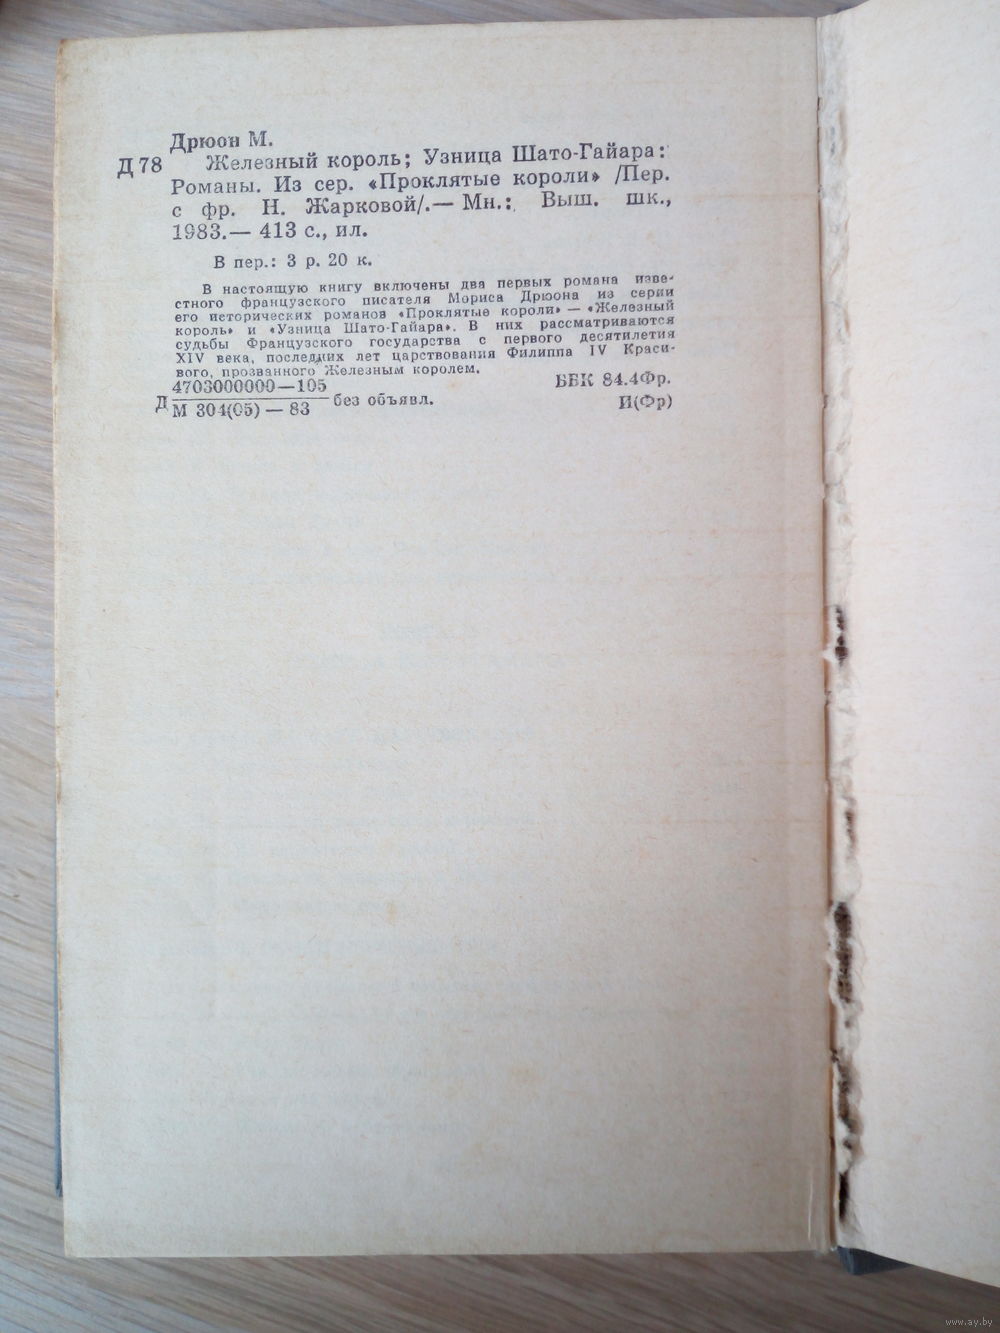 Дрюон М.
Д 78 Железный король; Узница Шато-Гайара:
Романы. Из сер. «Проклятые короли» /Пер.
с фр. Н. Жарковой/.— Мн.: Выш. шк.,
1983.— 413 с., ил.
В пер.: 3 р. 20 к.
В настоящую книгу включены два первых романа изве-
стного французского писателя Мориса Дрюона из серии
его исторических романов «Проклятые короли» — «Железный
король» и «Узница Шато-Гайара». В них рассматриваются
судьбы Французского государства с первого десятилетия
XIV века, последних лет царствования Филиппа IV Краси-
вого, прозванного Железным королем.
4703000000—105
ББК 84.4Фр.
Д М 304(05) — 83 без объявл.
И(Фр)
www.ay.by